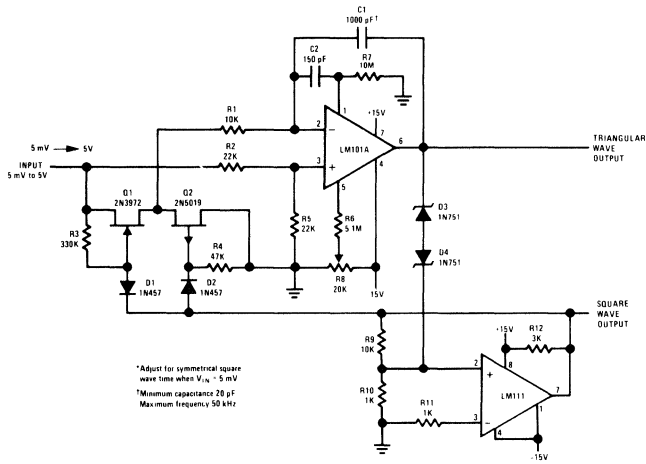 C1
1000 pF†
C2
150 pF
R7
10M
R1
10K
2
1
+15V
7
5 mV → 5V
INPUT
5 mV to 5V
R2
22K
3
LM101A
6
TRIANGULAR
WAVE
OUTPUT
4
5
Q1
2N3972
Q2
2N5019
R3
330K
R4
47K
R5
22K
R6
5 1M
R8
20K
15V
D3
1N751
D4
1N751
D1
1N457
D2
1N457
SQUARE
WAVE
OUTPUT
R9
10K
+15V
R12
3K
8
2
LM111
7
R10
1K
R11
1K
3
1
4
-15V
*Adjust for symmetrical square
wave time when VIN - 5 mV
†Minimum capacitance 20 pF
Maximum frequency 50 kHz